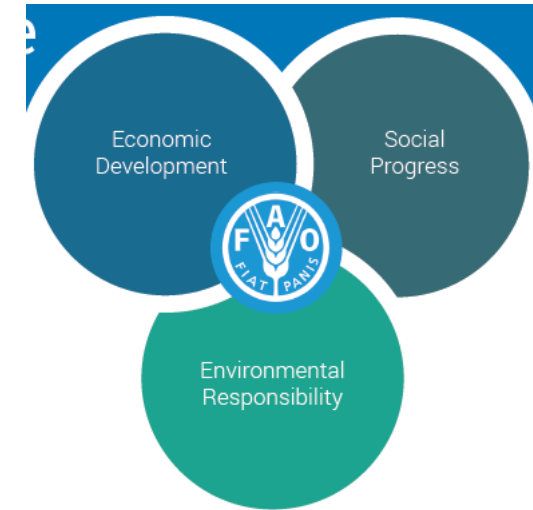 e
Economic
Development
Social
Progress
F A O
FIAT PANIS
Environmental
Responsibility